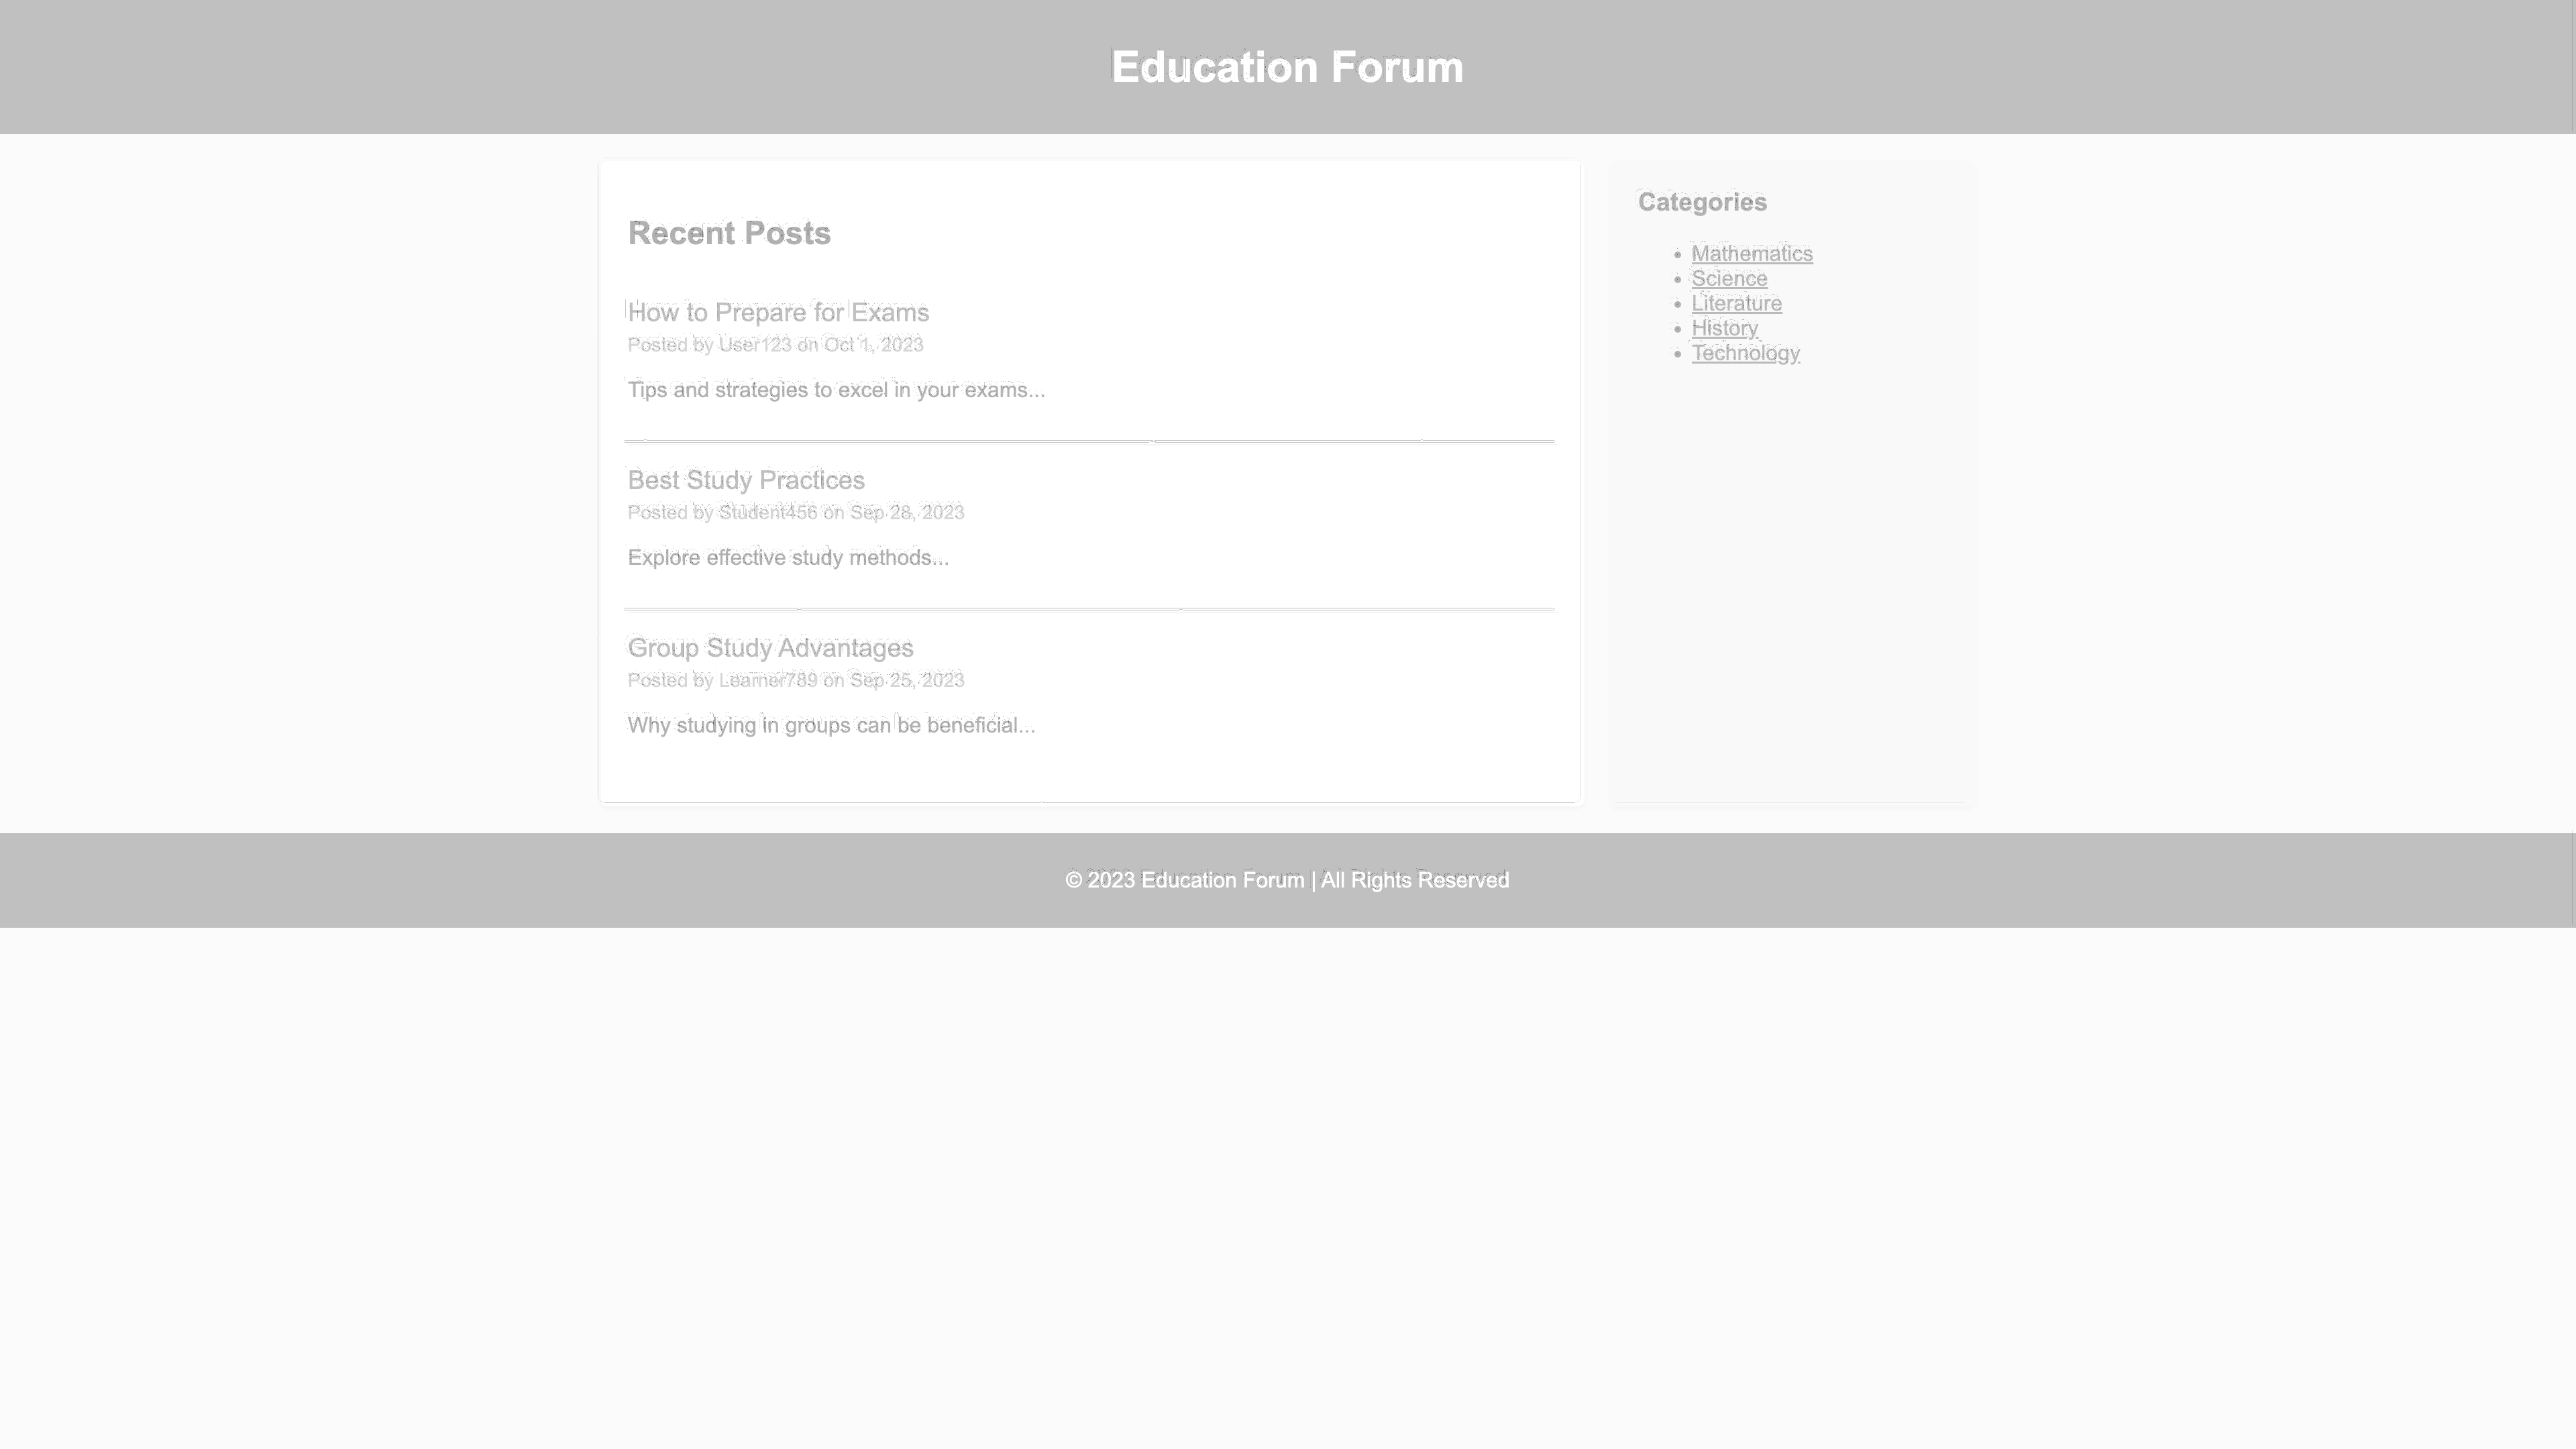 Education Forum
Recent Posts
How to Prepare for Exams
Posted by User123 on Oct 1, 2023
Tips and strategies to excel in your exams...
Best Study Practices
Posted by Student456 on Sep 28, 2023
Explore effective study methods...
Group Study Advantages
Posted by Learner789 on Sep 25, 2023
Why studying in groups can be beneficial...
Categories
Mathematics
Science
Literature
History
Technology
© 2023 Education Forum | All Rights Reserved